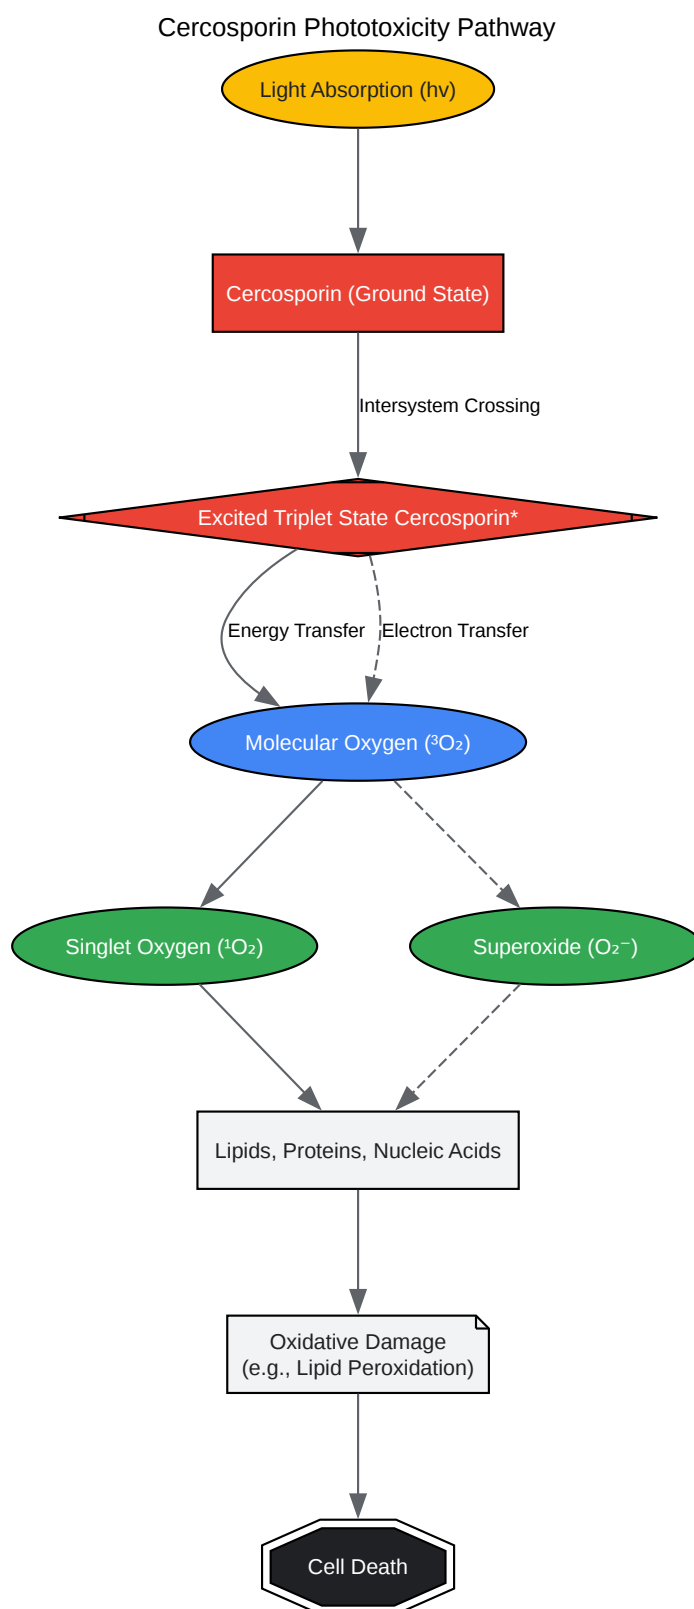 Cercosporin Phototoxicity Pathway
Light Absorption (hv)
Cercosporin (Ground State)
Intersystem Crossing
Excited Triplet State Cercosporin*
Energy Transfer
Electron Transfer
Molecular Oxygen (³O₂)
Singlet Oxygen (¹O₂)
Superoxide (O₂⁻)
Lipids, Proteins, Nucleic Acids
Oxidative Damage
(e.g., Lipid Peroxidation)
Cell Death